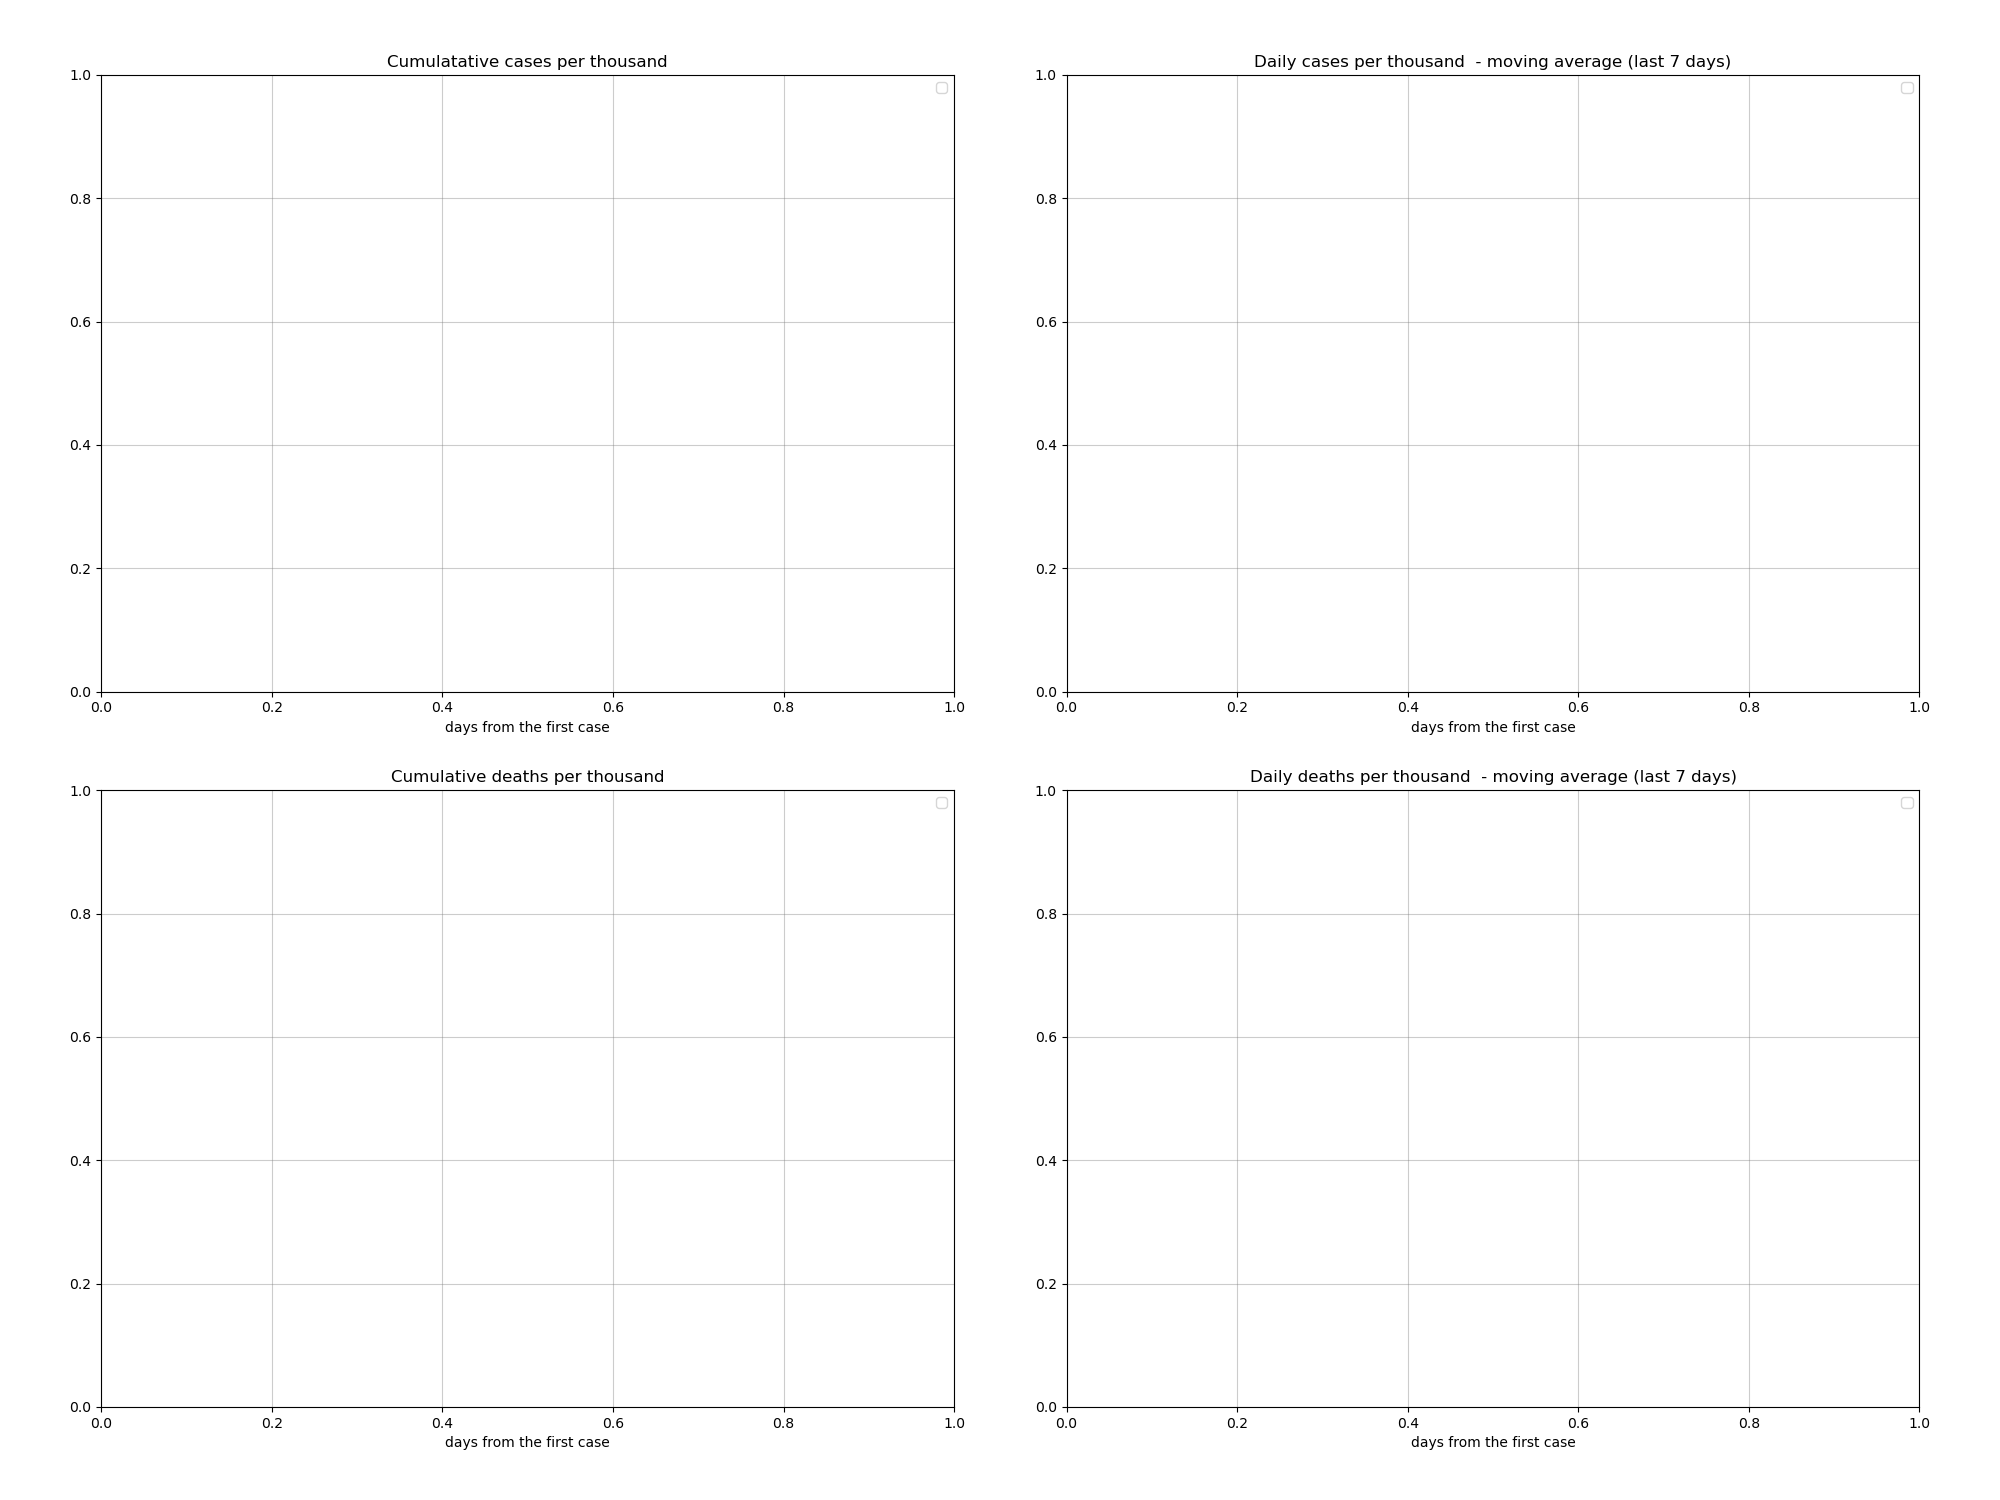 Cumulatative cases per thousand
1.0
0.8
0.6
0.4
0.2
0.0
0.0 0.2 0.4 0.6 0.8 1.0
days from the first case
Daily cases per thousand  - moving average (last 7 days)
1.0
0.8
0.6
0.4
0.2
0.0
0.0 0.2 0.4 0.6 0.8 1.0
days from the first case
Cumulative deaths per thousand
1.0
0.8
0.6
0.4
0.2
0.0
0.0 0.2 0.4 0.6 0.8 1.0
days from the first case
Daily deaths per thousand  - moving average (last 7 days)
1.0
0.8
0.6
0.4
0.2
0.0
0.0 0.2 0.4 0.6 0.8 1.0
days from the first case